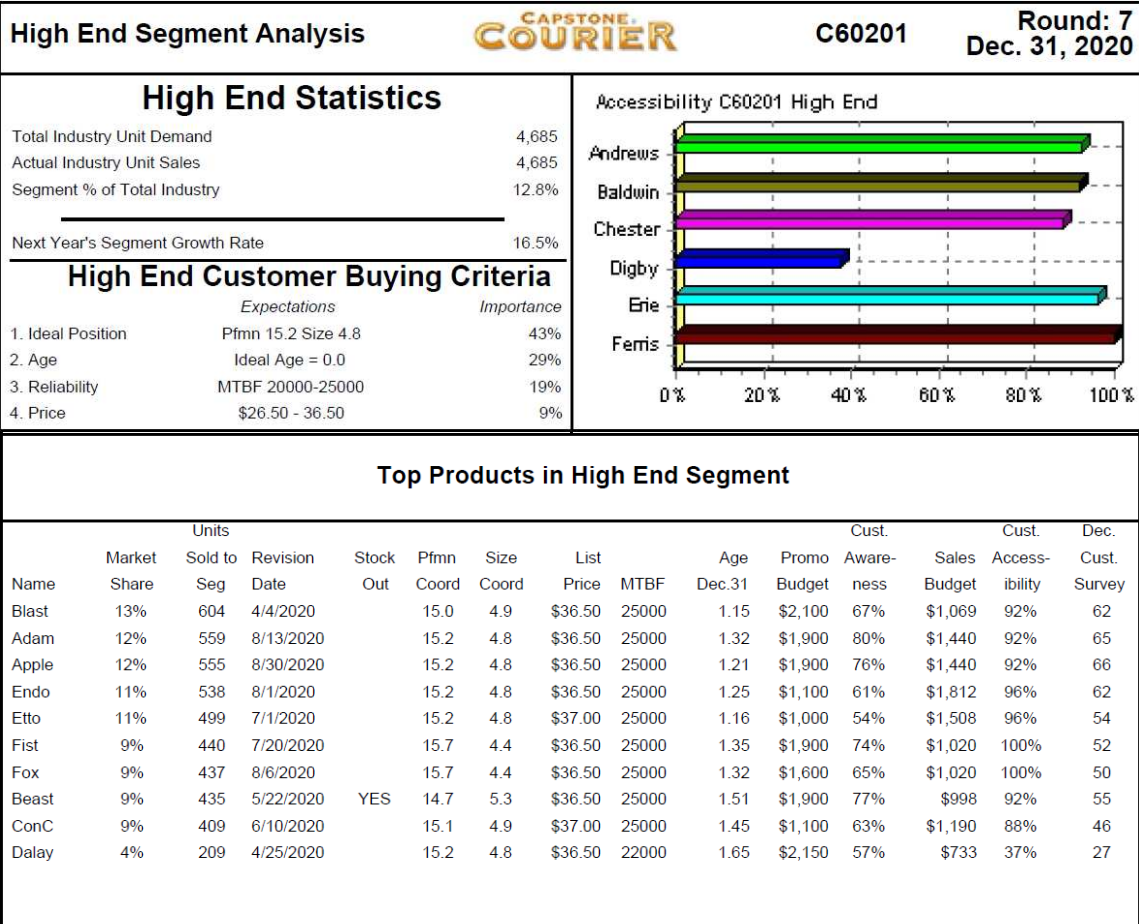 High End Segment Analysis
CAPSTONE
COURIER
C60201
Round: 7
Dec. 31, 2020
High End Statistics
Total Industry Unit Demand 4,685
Actual Industry Unit Sales 4,685
Segment % of Total Industry 12.8%
Next Year's Segment Growth Rate 16.5%
High End Customer Buying Criteria
Expectations Importance
1. Ideal Position Pfmn 15.2 Size 4.8 43%
2. Age Ideal Age = 0.0 29%
3. Reliability MTBF 20000-25000 19%
4. Price $26.50 - 36.50 9%
Accessibility C60201 High End
Andrews
Baldwin
Chester
Digby
Erie
Ferris
0% 20% 40% 60% 80% 100%
Top Products in High End Segment
Units Cust. Cust. Dec.
Market Sold to Revision Stock Pfmn Size List Age Promo Aware- Sales Access- Cust.
Name Share Seg Date Out Coord Coord Price MTBF Dec.31 Budget ness Budget ibility Survey
Blast 13% 604 4/4/2020 15.0 4.9 $36.50 25000 1.15 $2,100 67% $1,069 92% 62
Adam 12% 559 8/13/2020 15.2 4.8 $36.50 25000 1.32 $1,900 80% $1,440 92% 65
Apple 12% 555 8/30/2020 15.2 4.8 $36.50 25000 1.21 $1,900 76% $1,440 92% 66
Endo 11% 538 8/1/2020 15.2 4.8 $36.50 25000 1.25 $1,100 61% $1,812 96% 62
Etto 11% 499 7/1/2020 15.2 4.8 $37.00 25000 1.16 $1,000 54% $1,508 96% 54
Fist 9% 440 7/20/2020 15.7 4.4 $36.50 25000 1.35 $1,900 74% $1,020 100% 52
Fox 9% 437 8/6/2020 15.7 4.4 $36.50 25000 1.32 $1,600 65% $1,020 100% 50
Beast 9% 435 5/22/2020 YES 14.7 5.3 $36.50 25000 1.51 $1,900 77% $998 92% 55
ConC 9% 409 6/10/2020 15.1 4.9 $37.00 25000 1.45 $1,100 63% $1,190 88% 46
Dalay 4% 209 4/25/2020 15.2 4.8 $36.50 22000 1.65 $2,150 57% $733 37% 27